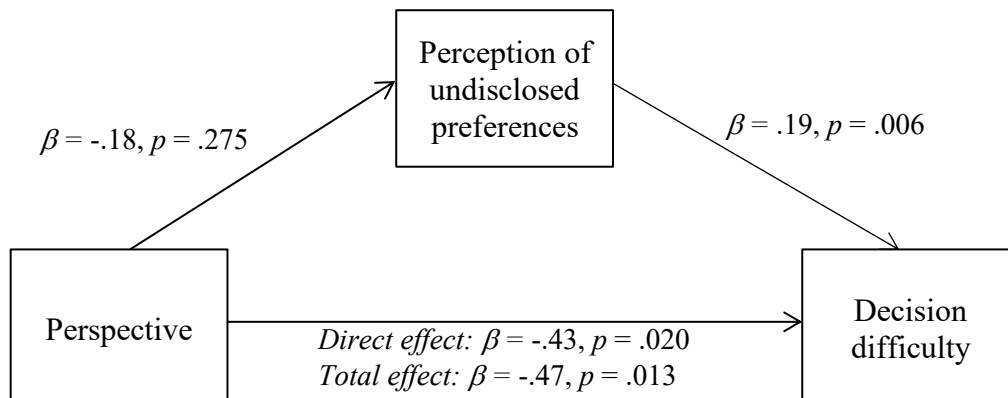 Perception of
undisclosed
preferences
β = -.18, p = .275
β = .19, p = .006
Perspective
Direct effect: β = -.43, p = .020
Total effect: β = -.47, p = .013
Decision
difficulty